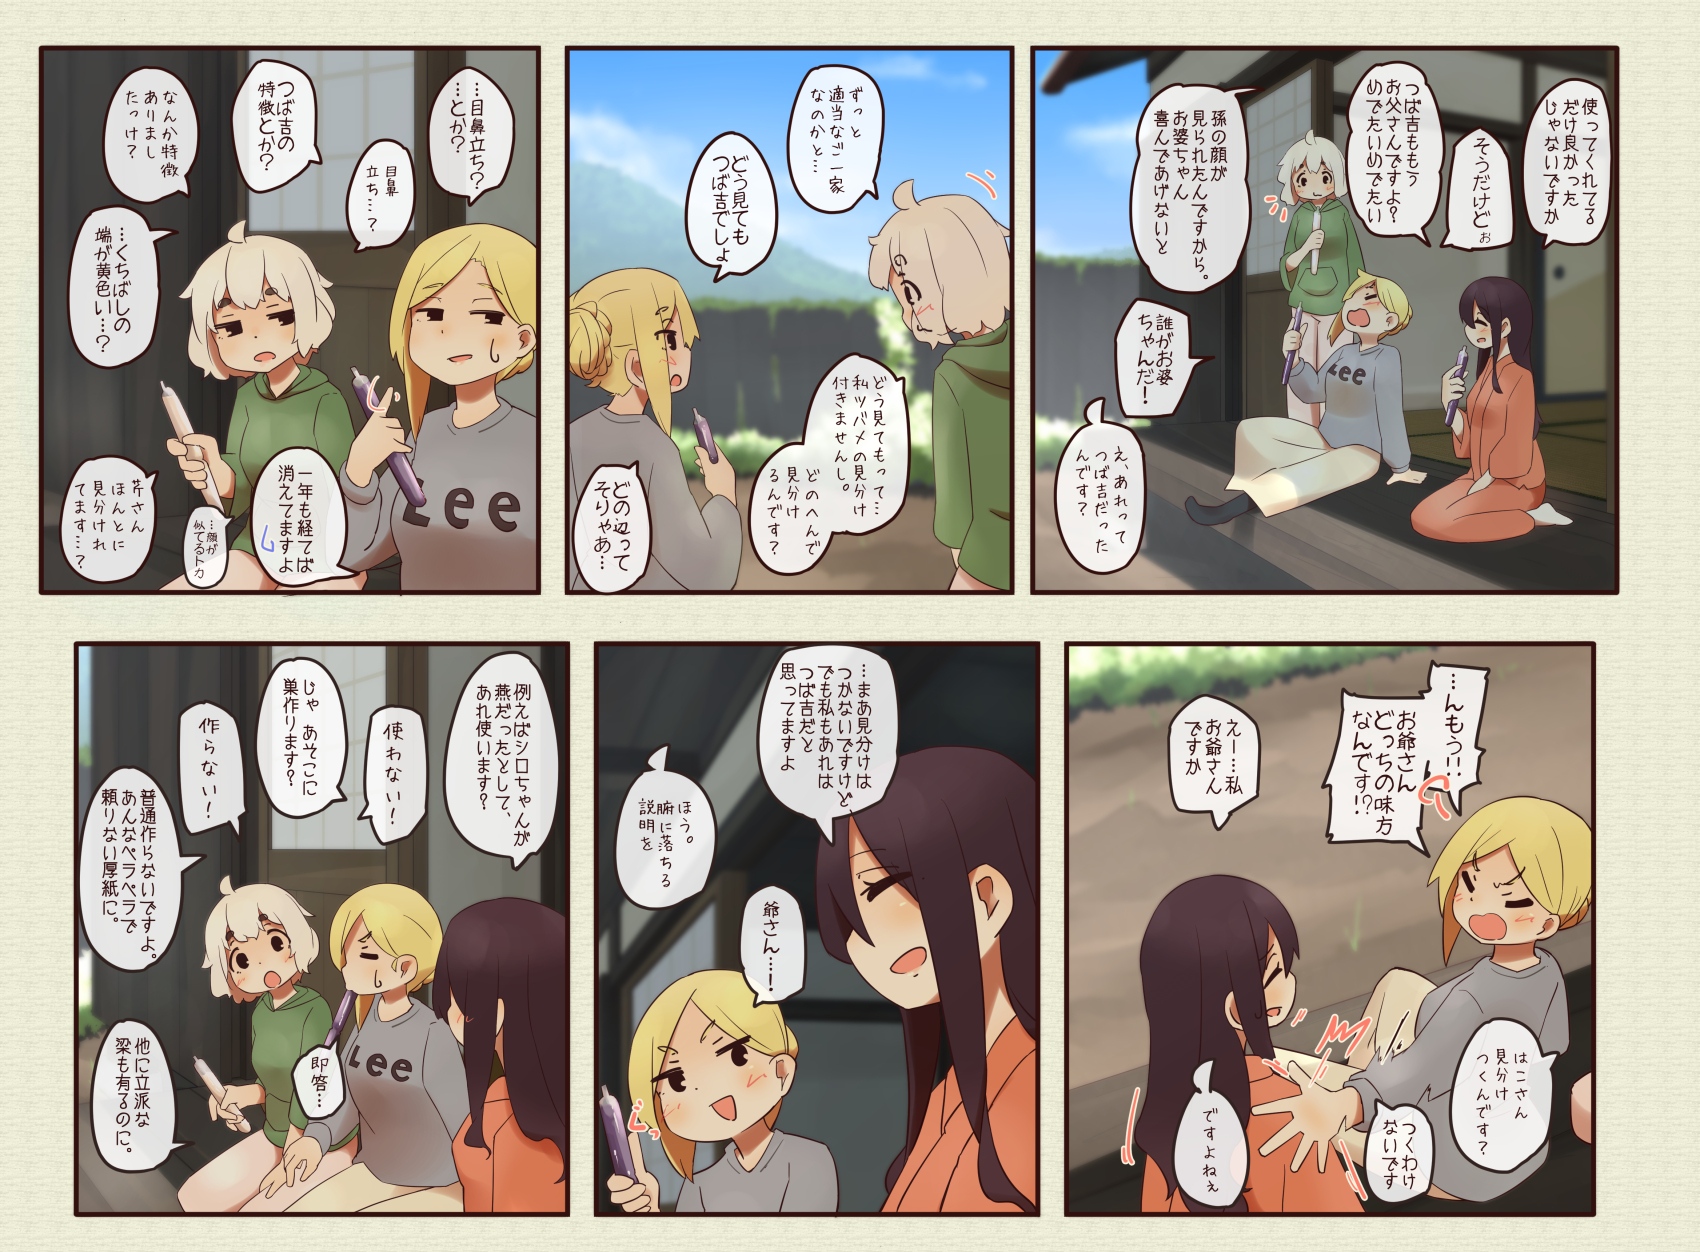 使ってくれてる
だけ良かった
じゃないですか
そうだけどぉ
つば吉ももう
お父さんですよ?
めでたいめでたい
孫の顔が
見られたんですから。
お婆ちゃん
喜んであげないと
誰がお婆
ちゃんだ!
え、あれって
つば吉だった
んです?
Lee
ずっと
適当なご一家
なのかと…
どう見ても
つば吉でしょ
どう見てもって…
私ツバメの見分け
付きませんし。
どのへんで
見分け
るんです?
どの辺って
そりゃあ…
…目鼻立ち?
…とか?
目鼻
立ち…?
つば吉の
特徴とか?
なんか特徴
ありまし
たっけ?
…くちばしの
端が黄色い…?
一年も経てば
消えてますよ
…顔が
似てるトカ
芹さん
ほんとに
見分けれ
てます…?
Lee
…んもう!!
お爺さん
どっちの味方
なんです!?
えー…私
お爺さん
ですか
はこさん
見分け
つくんです?
つくわけ
ないです
ですよねぇ
…まあ見分けは
つかないですけど、
でも私もあれは、
つば吉だと
思ってますよ
ほう。
腑に落ちる
説明を
爺さん…!
例えばシロちゃんが
燕だったとして、
あれ使います?
使わない!
じゃ あそこに
巣作ります?
作らない!
普通作らないですよ。
あんなペラペラで
頼りない厚紙に。
即答…
他に立派な
梁も有るのに。
Lee